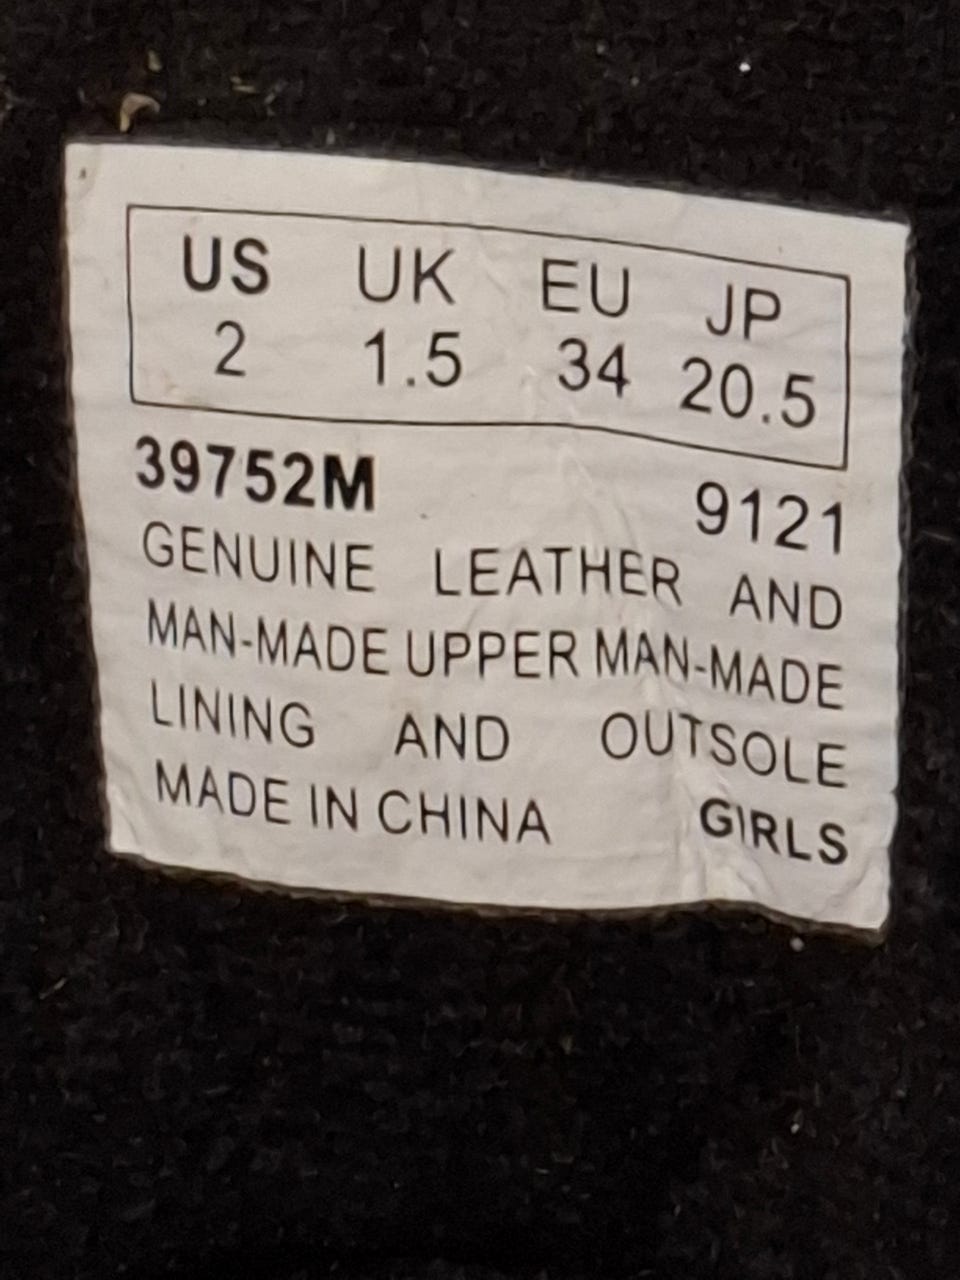 US UK EU JP
2 1.5 34 20.5
39752M 9121
GENUINE LEATHER AND
MAN-MADE UPPER MAN-MADE
LINING AND OUTSOLE
MADE IN CHINA GIRLS